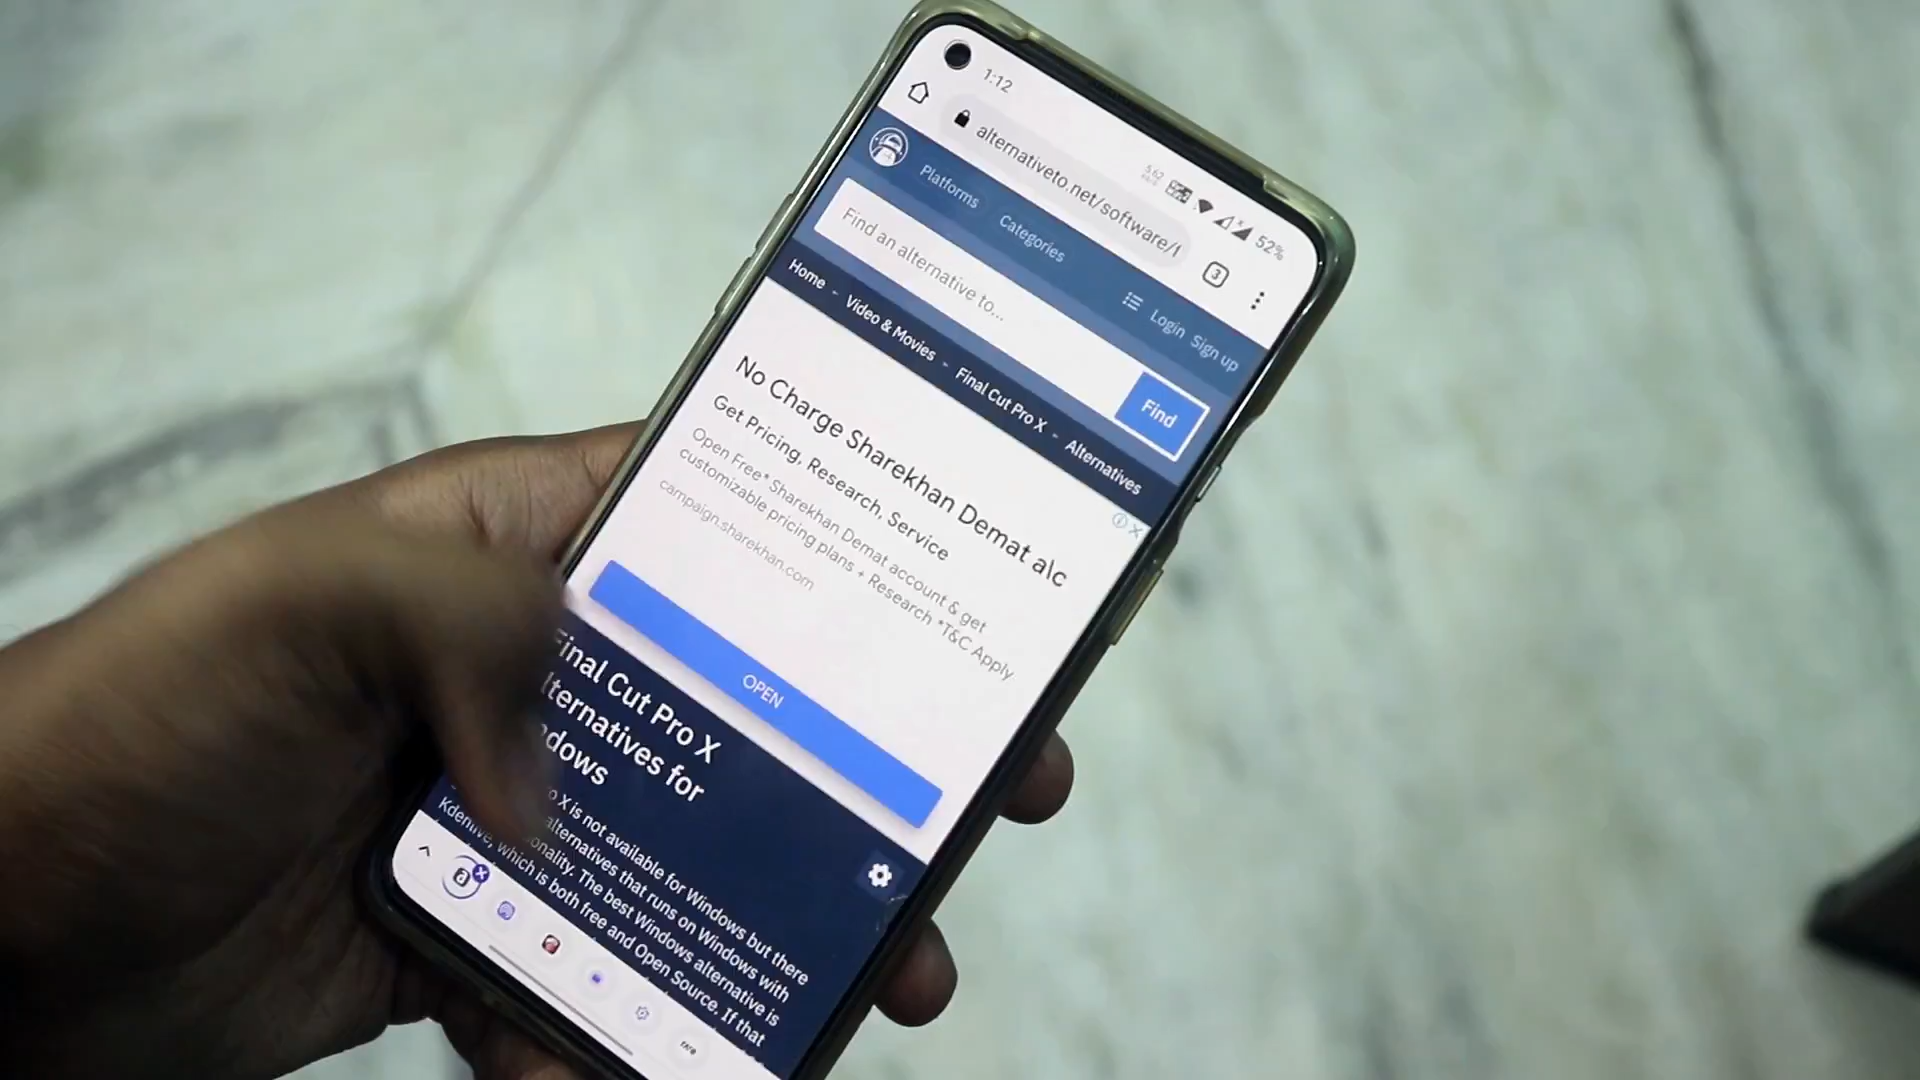 1:12
52%
alternativeto.net/software/f
3
Platforms
Categories
Login
Sign up
Find an alternative to...
Find
Home - Video & Movies - Final Cut Pro X - Alternatives
No Charge Sharekhan Demat alc
Get Pricing, Research, Service
Open Free* Sharekhan Demat account & get
customizable pricing plans + Research *T&C Apply
campaign.sharekhan.com
OPEN
Final Cut Pro X
lternatives for
ndows
o X is not available for Windows but there
alternatives that runs on Windows with
onality. The best Windows alternative is
Kdenlive, which is both free and Open Source. If that